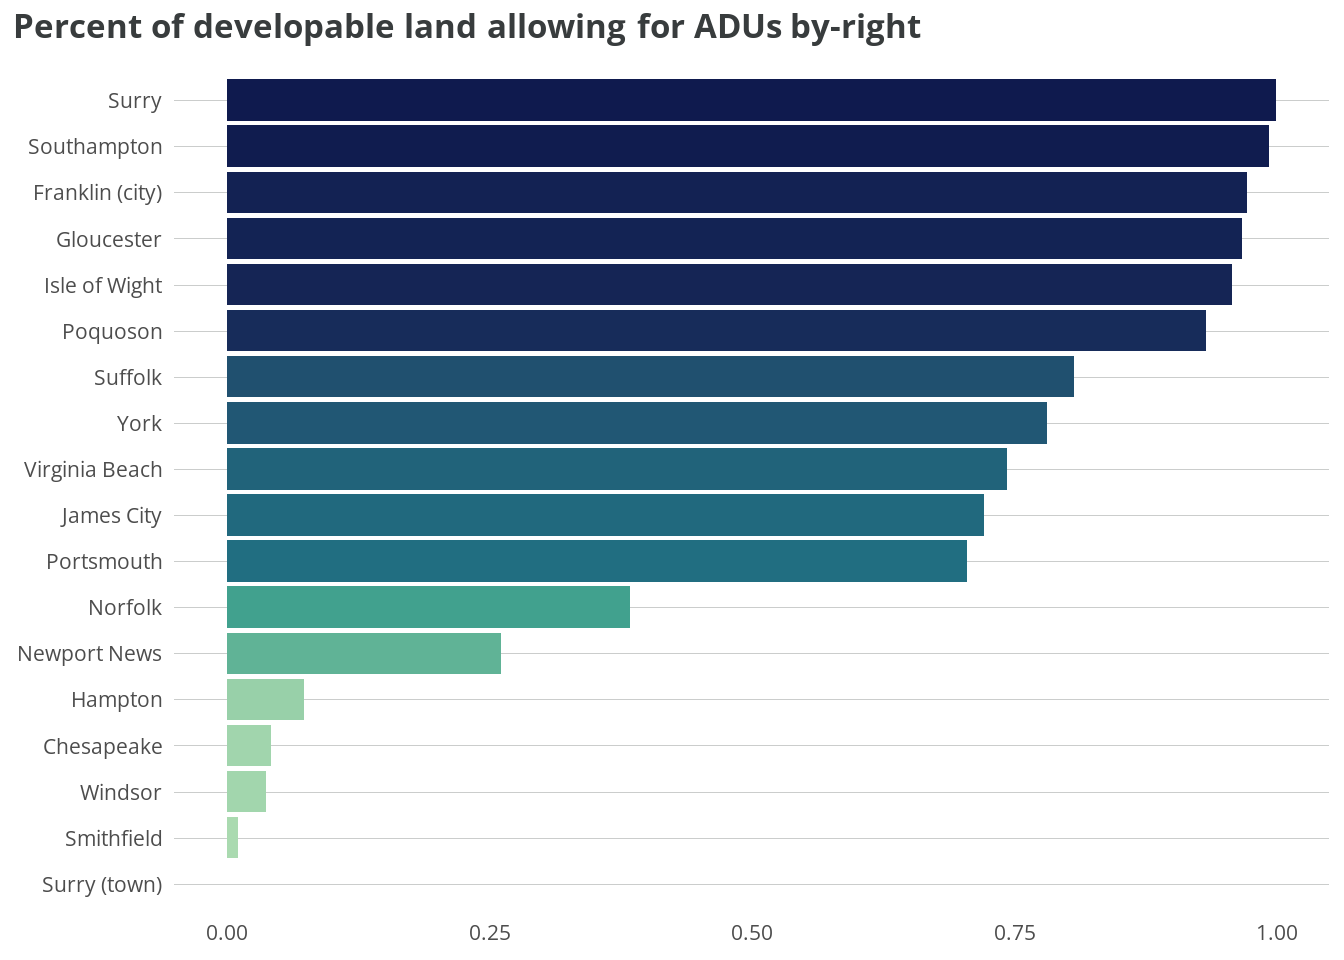 Percent of developable land allowing for ADUs by-right
Surry
Southampton
Franklin (city)
Gloucester
Isle of Wight
Poquoson
Suffolk
York
Virginia Beach
James City
Portsmouth
Norfolk
Newport News
Hampton
Chesapeake
Windsor
Smithfield
Surry (town)
0.00 0.25 0.50 0.75 1.00